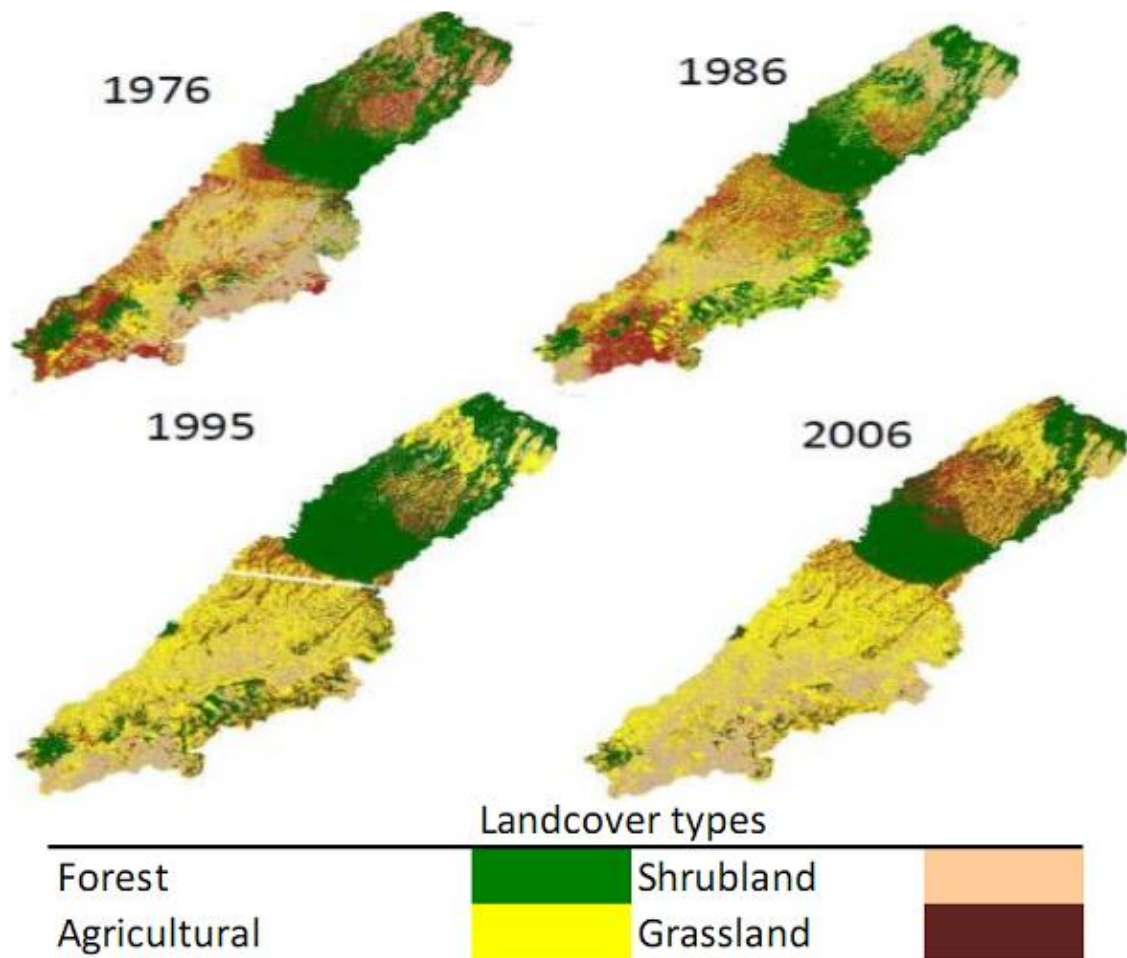 1976
1986
1995
2006
Landcover types
Forest Shrubland
Agricultural Grassland